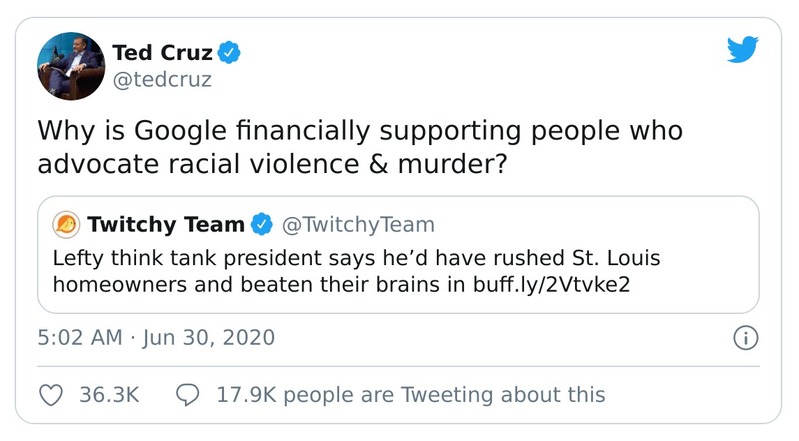 Ted Cruz
@tedcruz
Why is Google financially supporting people who
advocate racial violence & murder?
Twitchy Team @TwitchyTeam
Lefty think tank president says he’d have rushed St. Louis
homeowners and beaten their brains in buff.ly/2Vtvke2
5:02 AM · Jun 30, 2020
36.3K 17.9K people are Tweeting about this